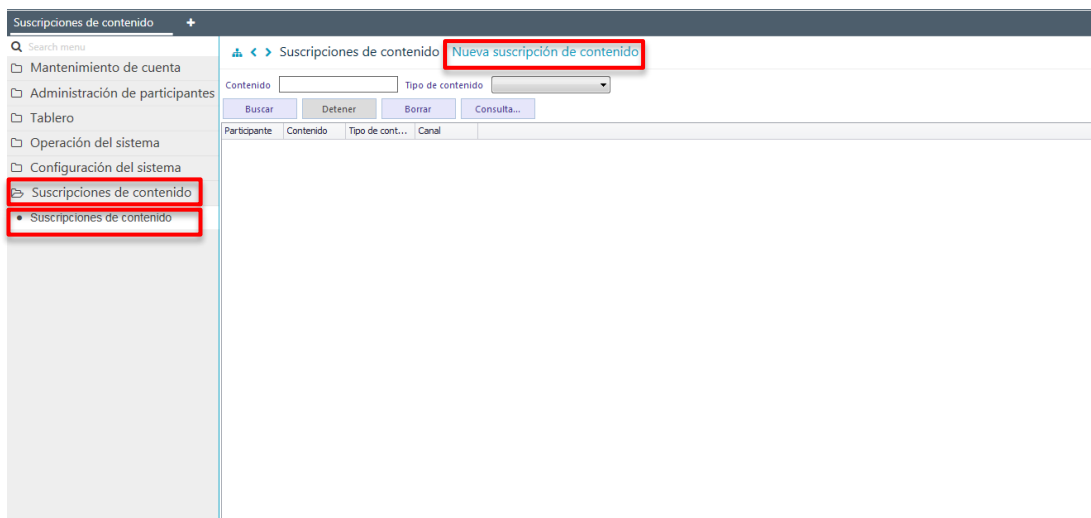 Suscripciones de contenido +
Search menu
Suscripciones de contenido Nueva suscripción de contenido
Mantenimiento de cuenta
Administración de participantes
Tablero
Operación del sistema
Configuración del sistema
Suscripciones de contenido
Suscripciones de contenido
Contenido Tipo de contenido
Buscar Detener Borrar Consulta...
Participante Contenido Tipo de cont... Canal